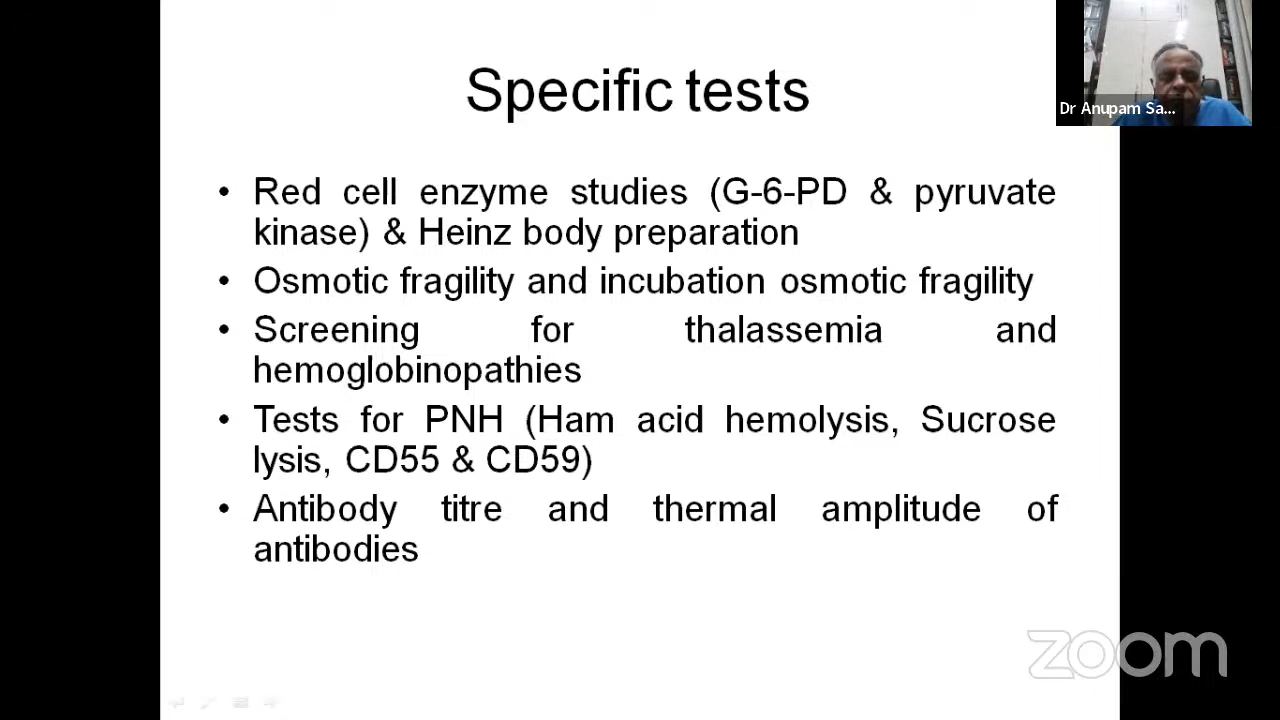 Specific tests
Dr Anupam Sa...
• Red cell enzyme studies (G-6-PD & pyruvate
kinase) & Heinz body preparation
• Osmotic fragility and incubation osmotic fragility
• Screening for thalassemia and
hemoglobinopathies
• Tests for PNH (Ham acid hemolysis, Sucrose
lysis, CD55 & CD59)
• Antibody titre and thermal amplitude of
antibodies
zoom